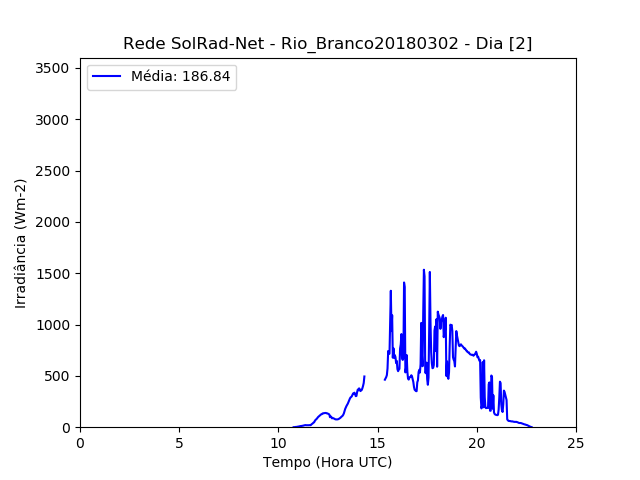 Rede SolRad-Net - Rio_Branco20180302 - Dia [2]
Média: 186.84
3500
3000
2500
2000
1500
1000
500
0
Irradiância (Wm-2)
0 5 10 15 20 25
Tempo (Hora UTC)